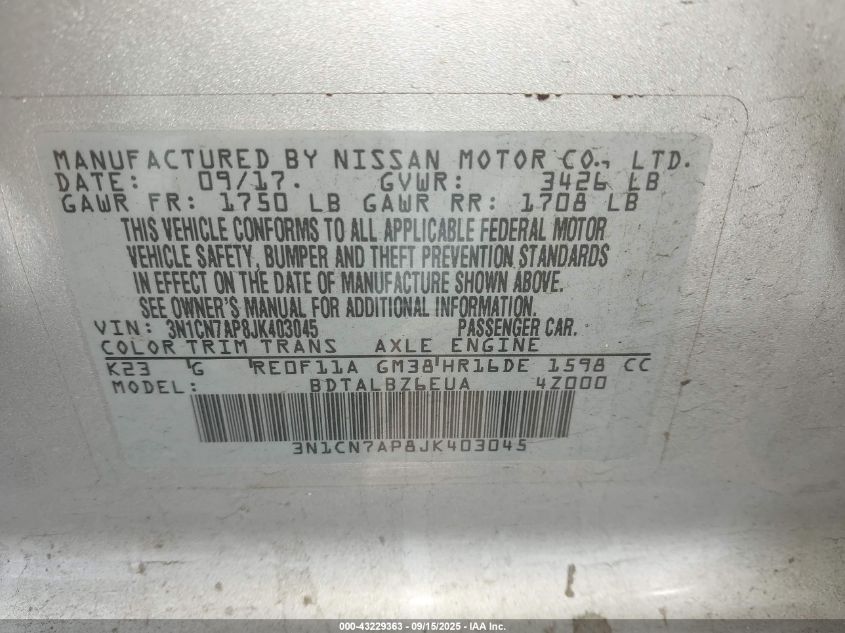 MANUFACTURED BY NISSAN MOTOR CO., LTD.
DATE: 09/17. GVWR: 3426 LB
GAWR FR: 1750 LB GAWR RR: 1708 LB
THIS VEHICLE CONFORMS TO ALL APPLICABLE FEDERAL MOTOR
VEHICLE SAFETY, BUMPER AND THEFT PREVENTION STANDARDS
IN EFFECT ON THE DATE OF MANUFACTURE SHOWN ABOVE.
SEE OWNER'S MANUAL FOR ADDITIONAL INFORMATION.
VIN: 3N1CN7AP8JK403045 PASSENGER CAR.
COLOR TRIM TRANS AXLE ENGINE
K23 G RE0F11A GM38 HR16DE 1598 CC
MODEL: BDTALBZ6EUA 4Z000
3N1CN7AP8JK403045
000-43229363 - 09/15/2025 - IAA Inc.